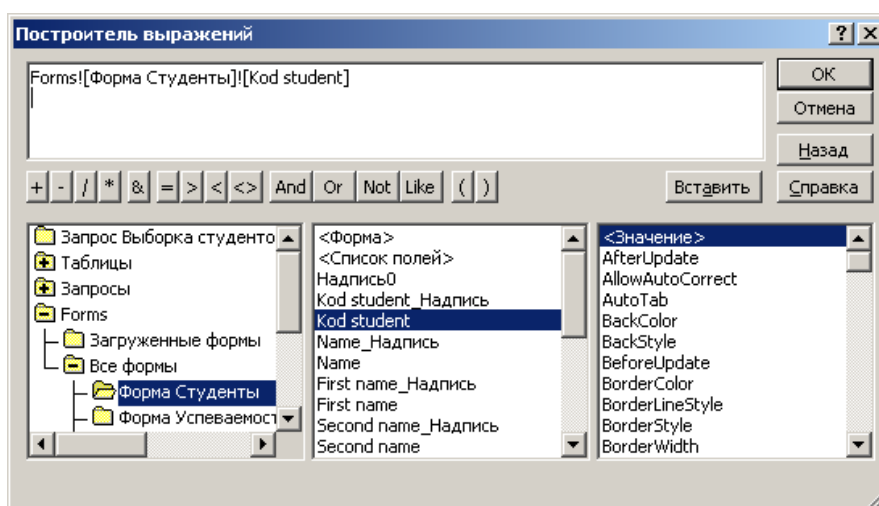 Построитель выражений
Forms![Форма Студенты]![Kod student]
ОК
Отмена
Назад
+ - / * & = > < <> And Or Not Like ( )
Вставить
Справка
Запрос Выборка студенто
Таблицы
Запросы
Forms
Загруженные формы
Все формы
Форма Студенты
Форма Успеваемост
<Форма>
<Список полей>
Надпись0
Kod student_Надпись
Kod student
Name_Надпись
Name
First name_Надпись
First name
Second name_Надпись
Second name
<Значение>
AfterUpdate
AllowAutoCorrect
AutoTab
BackColor
BackStyle
BeforeUpdate
BorderColor
BorderLineStyle
BorderStyle
BorderWidth